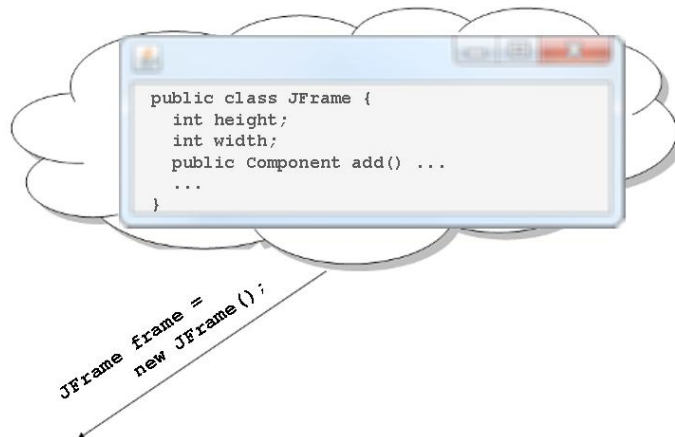 public class JFrame {
int height;
int width;
public Component add() ...
...
}
JFrame frame =
new JFrame();